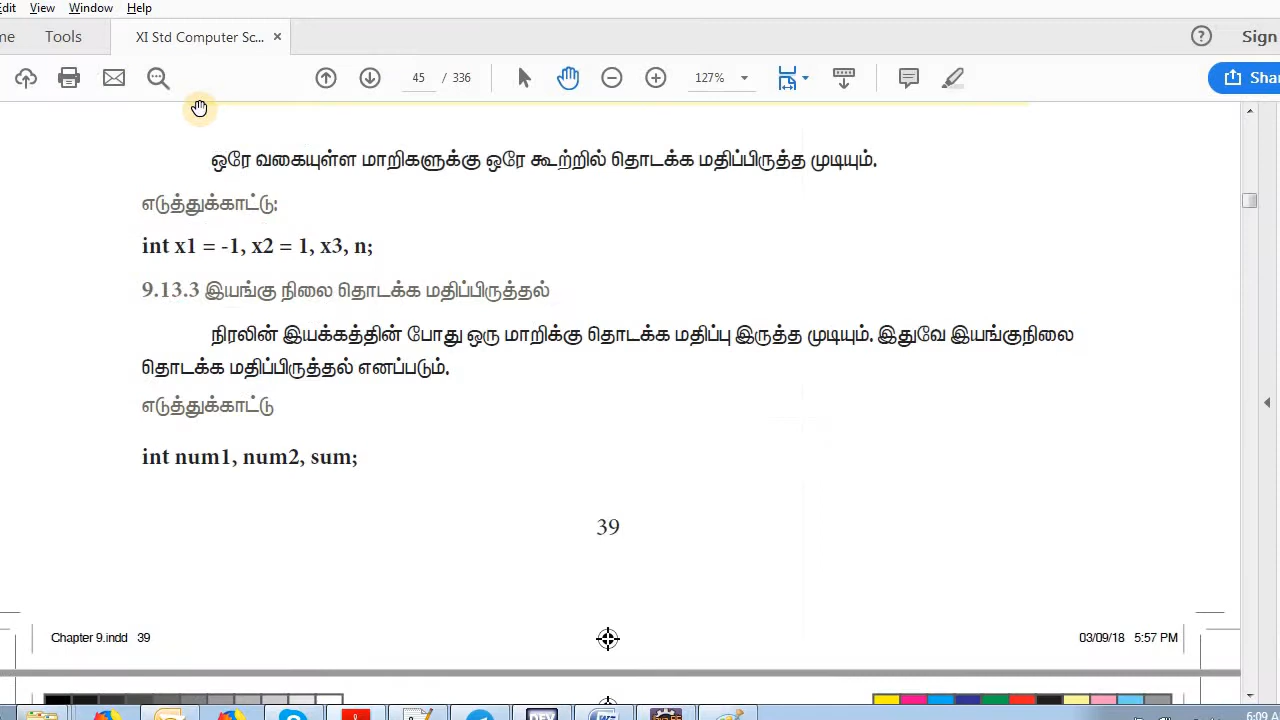 Edit View Window Help
Tools XI Std Computer Sc... × ? Sign
45 / 336 127%
ஒரே வகையுள்ள மாறிகளுக்கு ஒரே கூற்றில் தொடக்க மதிப்பிருத்த முடியும்.
எடுத்துக்காட்டு:
int x1 = -1, x2 = 1, x3, n;
9.13.3 இயங்கு நிலை தொடக்க மதிப்பிருத்தல்
நிரலின் இயக்கத்தின் போது ஒரு மாறிக்கு தொடக்க மதிப்பு இருத்த முடியும். இதுவே இயங்குநிலை
தொடக்க மதிப்பிருத்தல் எனப்படும்.
எடுத்துக்காட்டு
int num1, num2, sum;
39
Chapter 9.indd 39 03/09/18 5:57 PM
DEV